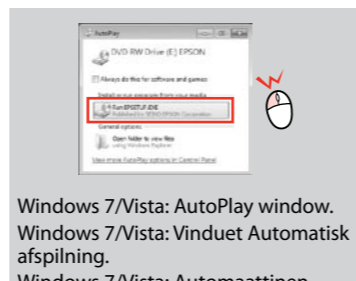 AutoPlay
DVD RW Drive (E:) EPSON
Always do this for software and games:
Install or run program from your media
Run EPSETUP.EXE
Published by SEIKO EPSON Corporation
General options
Open folder to view files
using Windows Explorer
View more AutoPlay options in Control Panel
Windows 7/Vista: AutoPlay window.
Windows 7/Vista: Vinduet Automatisk
afspilning.
Windows 7/Vista: Automaattinen